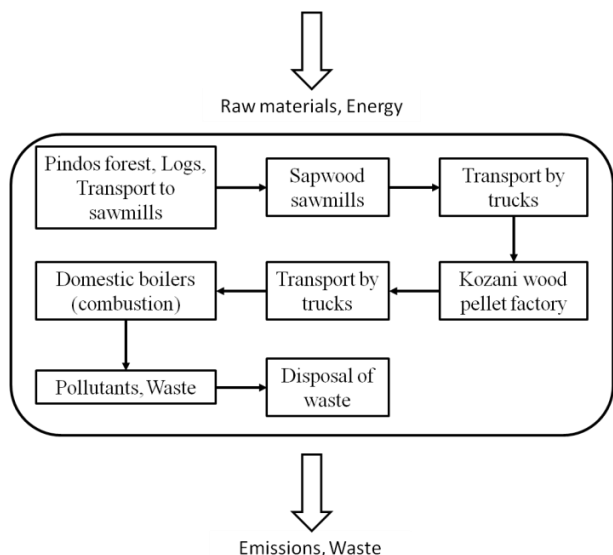 Raw materials, Energy
Pindos forest, Logs,
Transport to
sawmills
Sapwood
sawmills
Transport by
trucks
Domestic boilers
(combustion)
Transport by
trucks
Kozani wood
pellet factory
Pollutants, Waste
Disposal of
waste
Emissions, Waste